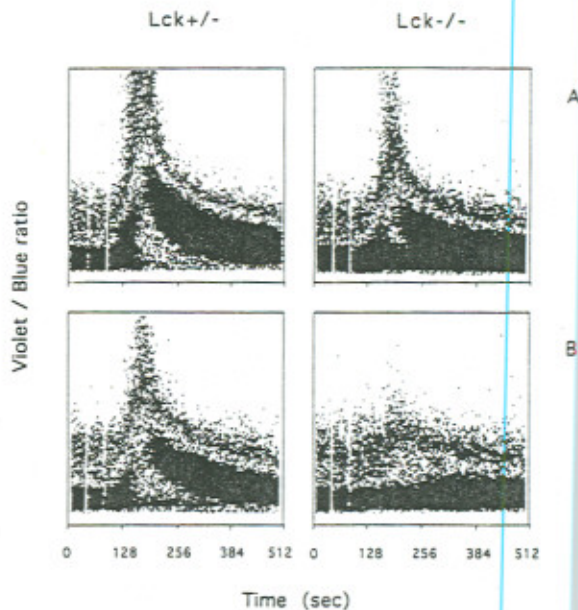 Lck+/- Lck-/-
A
Violet / Blue ratio
B
0 128 256 384 512 0 128 256 384 512
Time (sec)